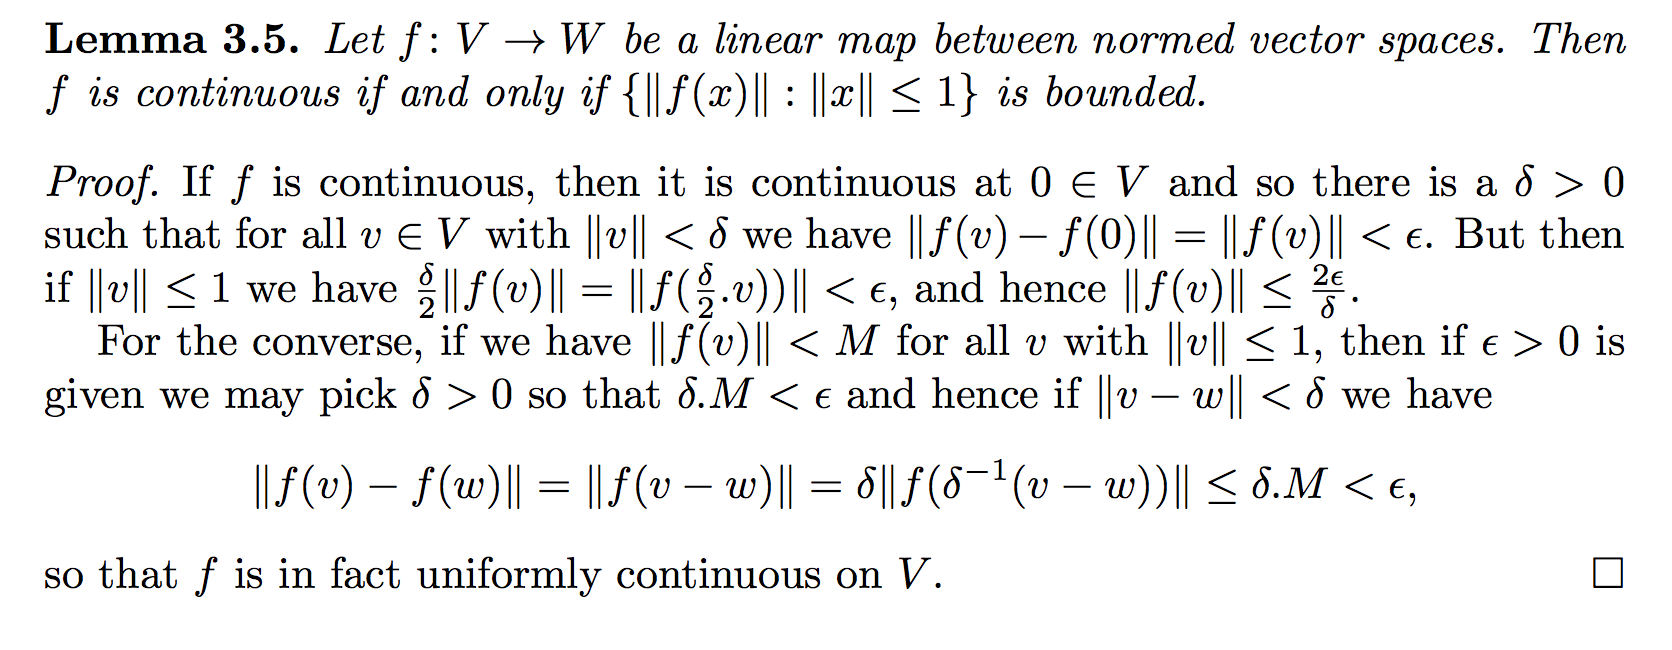 Lemma 3.5. Let f: V → W be a linear map between normed vector spaces. Then
f is continuous if and only if {‖f(x)‖ : ‖x‖ ≤ 1} is bounded.
Proof. If f is continuous, then it is continuous at 0 ∈ V and so there is a δ > 0
such that for all v ∈ V with ‖v‖ < δ we have ‖f(v) − f(0)‖ = ‖f(v)‖ < ϵ. But then
if ‖v‖ ≤ 1 we have δ/2‖f(v)‖ = ‖f(δ/2.v))‖ < ϵ, and hence ‖f(v)‖ ≤ 2ϵ/δ.
For the converse, if we have ‖f(v)‖ < M for all v with ‖v‖ ≤ 1, then if ϵ > 0 is
given we may pick δ > 0 so that δ.M < ϵ and hence if ‖v − w‖ < δ we have
‖f(v) − f(w)‖ = ‖f(v − w)‖ = δ‖f(δ⁻¹(v − w))‖ ≤ δ.M < ϵ,
so that f is in fact uniformly continuous on V. □